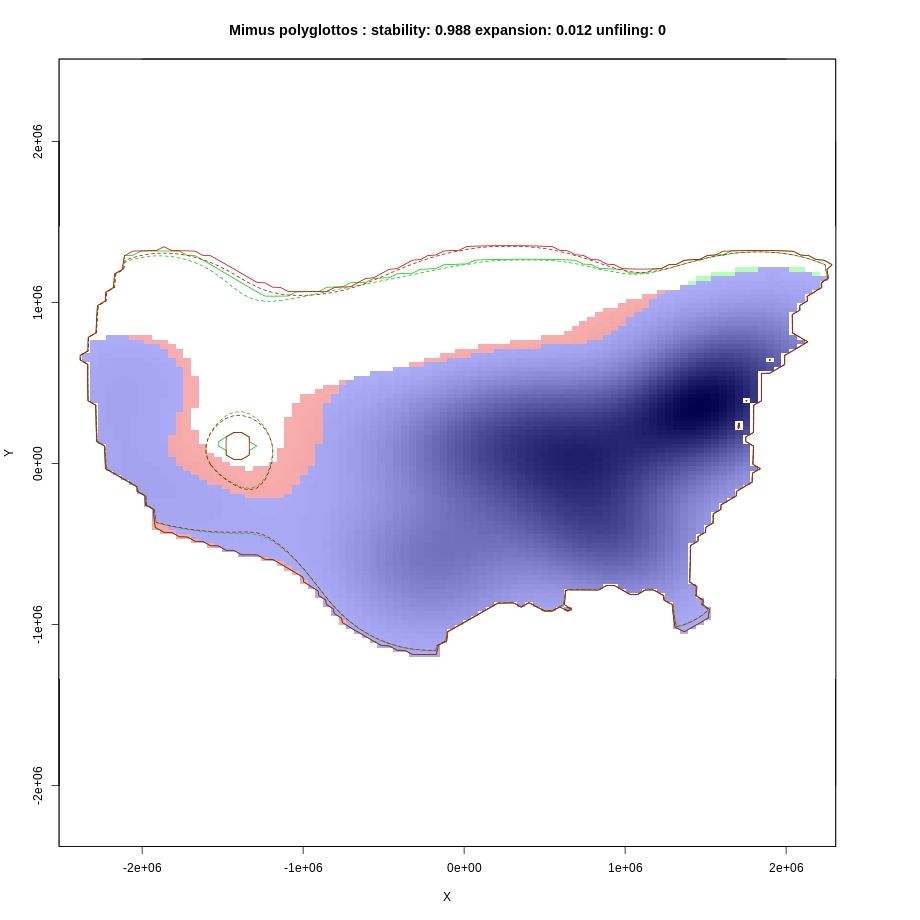 Mimus polyglottos : stability: 0.988 expansion: 0.012 unfiling: 0
2e+06
1e+06
0e+00
-1e+06
-2e+06
Y
-2e+06 -1e+06 0e+00 1e+06 2e+06
X